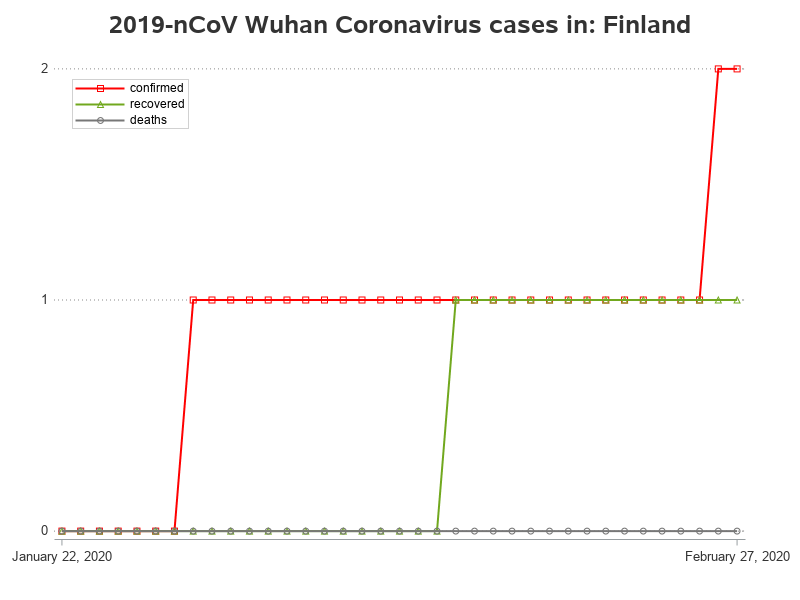 2019-nCoV Wuhan Coronavirus cases in: Finland
2
confirmed
recovered
deaths
1
0
January 22, 2020
February 27, 2020